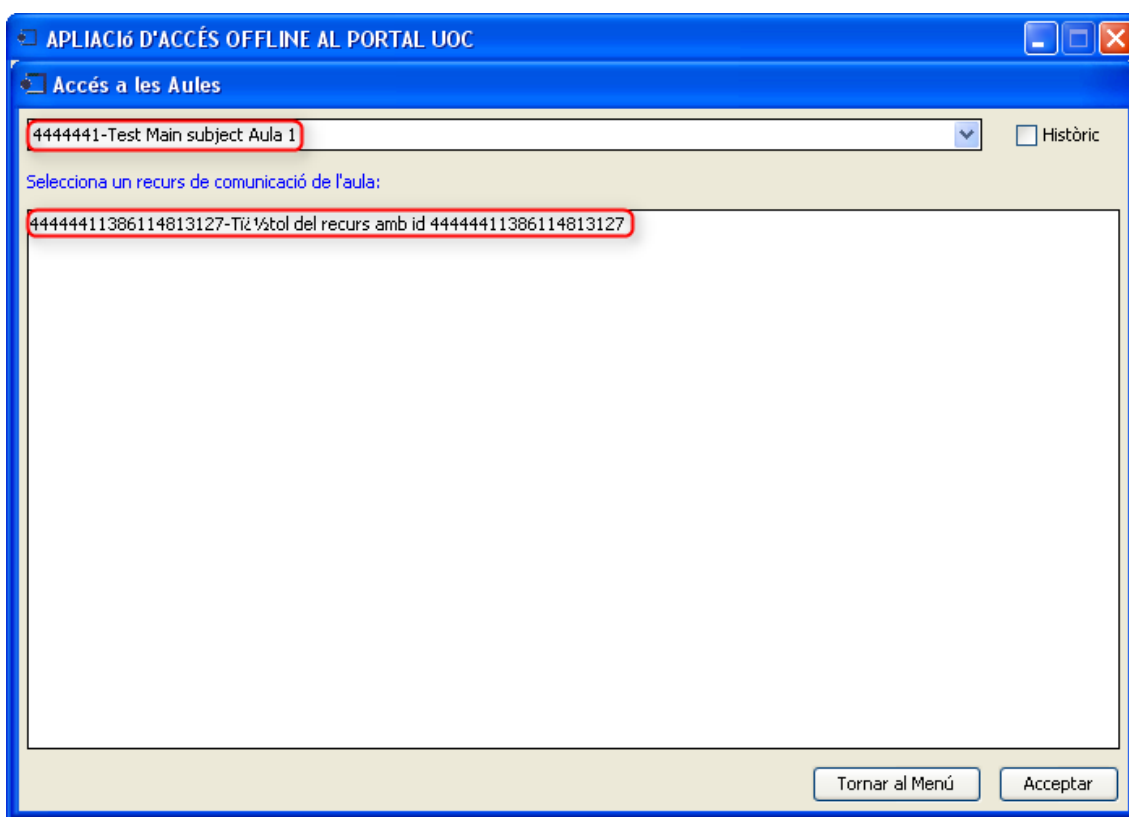 APLIACIó D'ACCÉS OFFLINE AL PORTAL UOC
Accés a les Aules
4444441-Test Main subject Aula 1
Històric
Selecciona un recurs de comunicació de l'aula:
44444411386114813127-Tï¿½tol del recurs amb id 44444411386114813127
Tornar al Menú
Acceptar